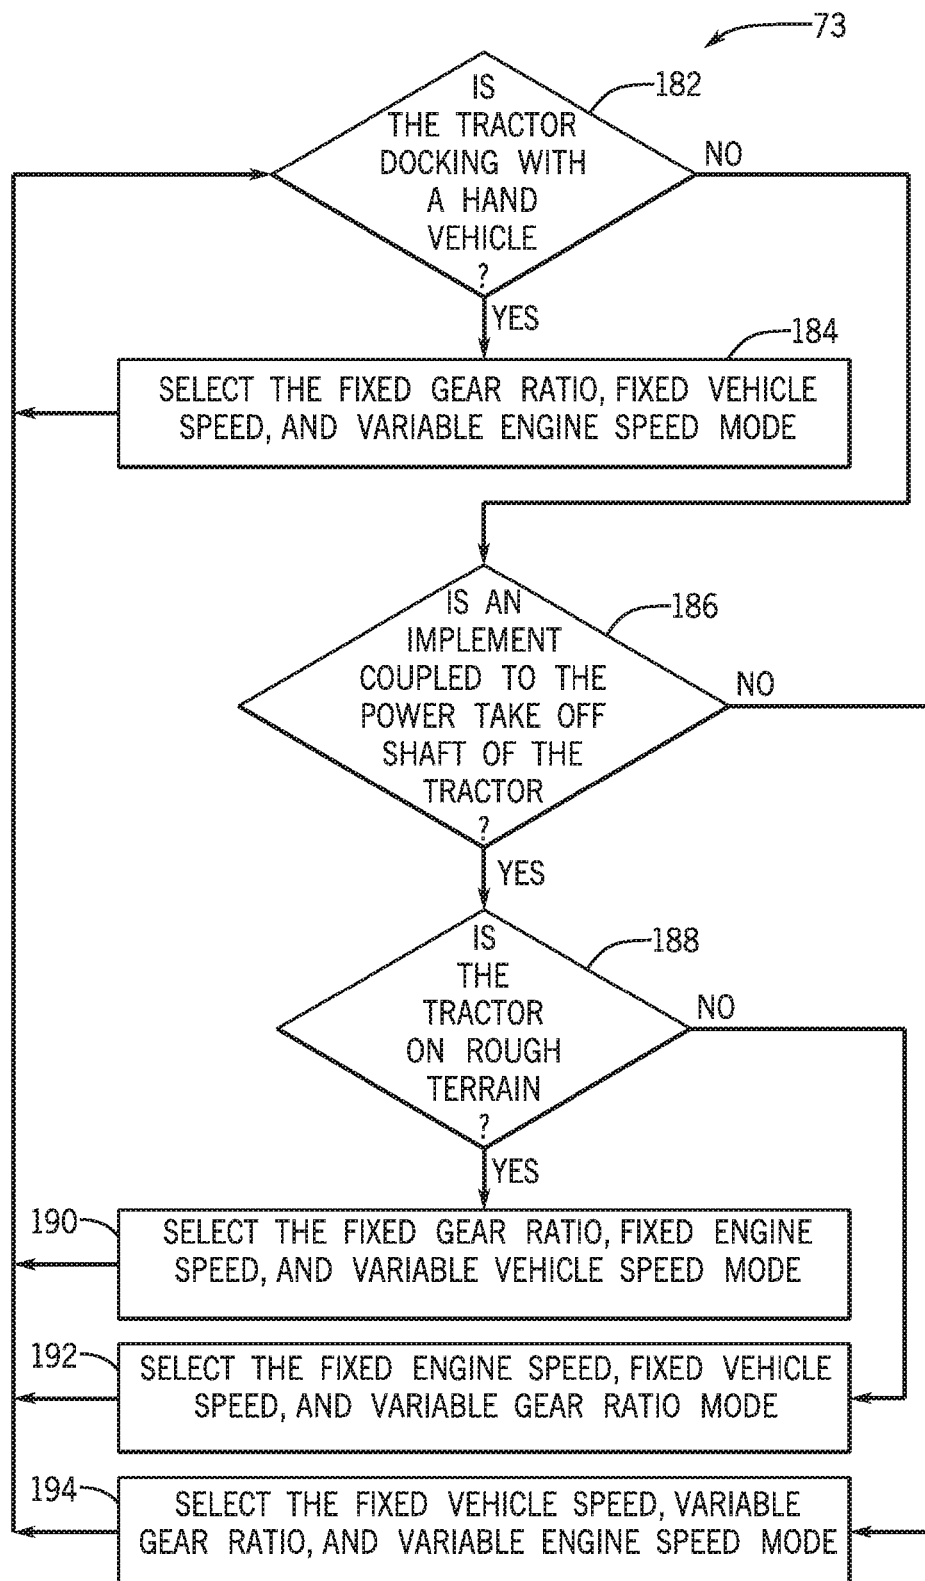 73
IS
THE TRACTOR
DOCKING WITH
A HAND
VEHICLE
?
182
NO
YES
184
SELECT THE FIXED GEAR RATIO, FIXED VEHICLE
SPEED, AND VARIABLE ENGINE SPEED MODE
IS AN
IMPLEMENT
COUPLED TO THE
POWER TAKE OFF
SHAFT OF THE
TRACTOR
?
186
NO
YES
IS
THE
TRACTOR
ON ROUGH
TERRAIN
?
188
NO
YES
190
SELECT THE FIXED GEAR RATIO, FIXED ENGINE
SPEED, AND VARIABLE VEHICLE SPEED MODE
192
SELECT THE FIXED ENGINE SPEED, FIXED VEHICLE
SPEED, AND VARIABLE GEAR RATIO MODE
194
SELECT THE FIXED VEHICLE SPEED, VARIABLE
GEAR RATIO, AND VARIABLE ENGINE SPEED MODE